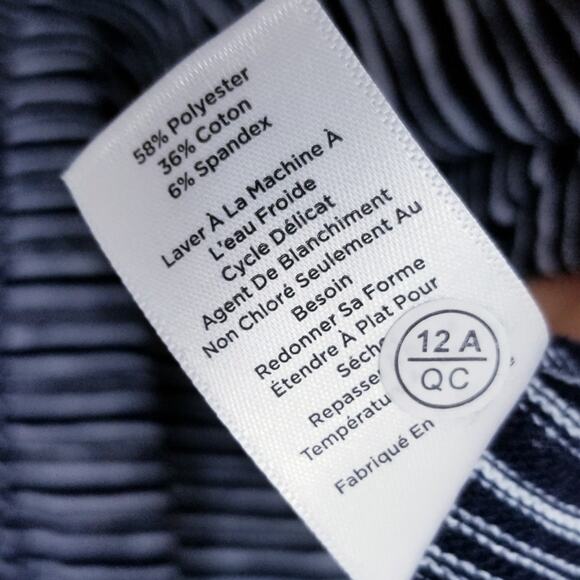 58% Polyester
36% Coton
6% Spandex
Laver À La Machine À
L'eau Froide
Cycle Délicat
Agent De Blanchiment
Non Chloré Seulement Au
Besoin
Redonner Sa Forme
Étendre À Plat Pour
Repasse
Températu
Fabriqué En
12 A
QC